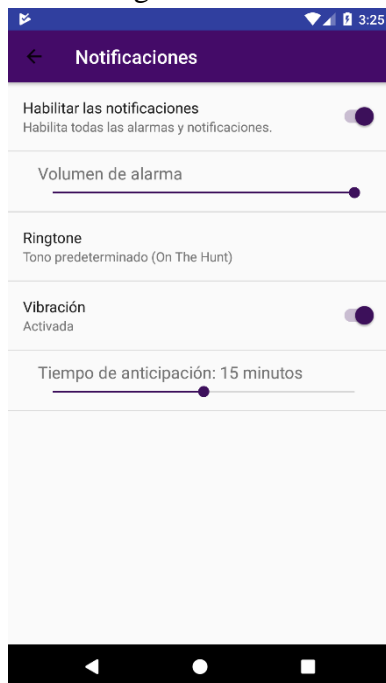 3:25
Notificaciones
Habilitar las notificaciones
Habilita todas las alarmas y notificaciones.
Volumen de alarma
Ringtone
Tono predeterminado (On The Hunt)
Vibración
Activada
Tiempo de anticipación: 15 minutos